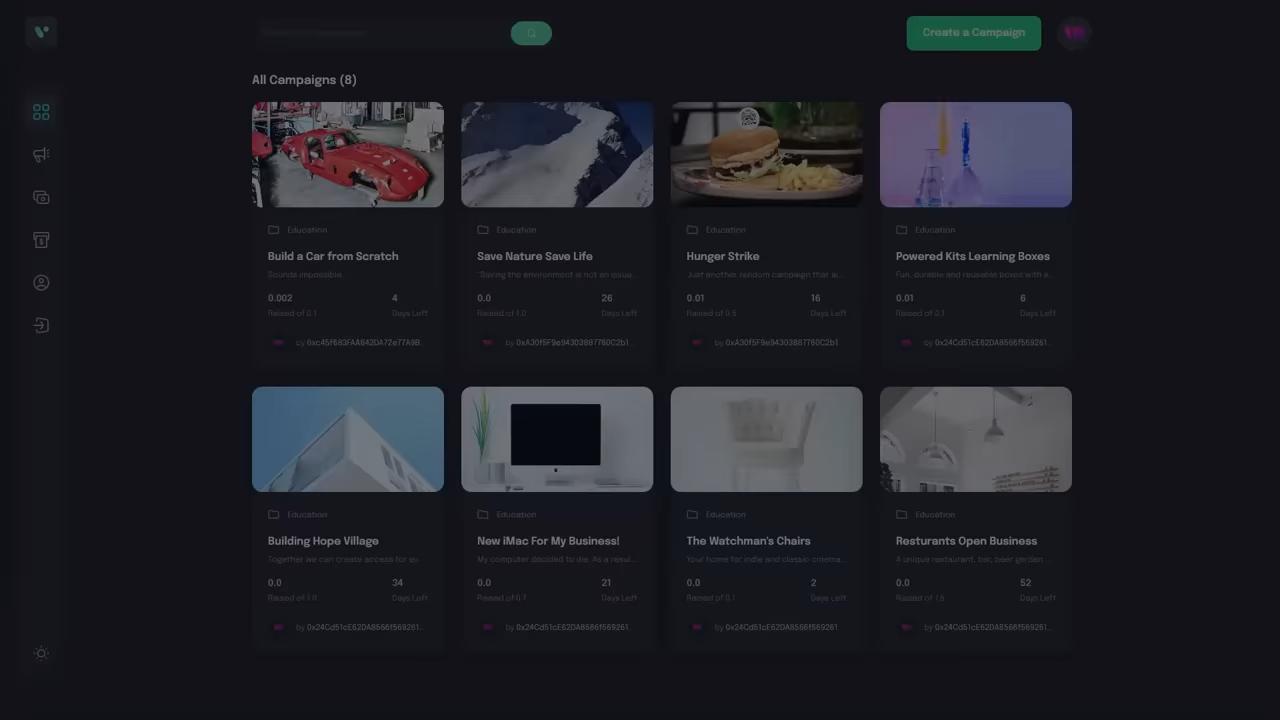 Create a Campaign
All Campaigns (8)
Education
Build a Car from Scratch
Sounds impossible.
0.002
4
Raised of 0.1
Days Left
by 0xc45f683FAA842DA72e77A9B..
Education
Save Nature Save Life
"Saving the environment is not an issue...
0.0
26
Raised of 1.0
Days Left
by 0xA30f5F9e94303887760C2b1...
Education
Hunger Strike
Just another random campaign that ai...
0.01
16
Raised of 0.5
Days Left
by 0xA30f5F9e94303887760C2b1
Education
Powered Kits Learning Boxes
Fun, durable and reusable boxes with e...
0.01
6
Raised of 0.1
Days Left
by 0x24Cd51cE62DA8566f569261...
Education
Building Hope Village
Together we can create access for ev
0.0
34
Raised of 1.0
Days Left
by 0x24Cd51cE62DA8566f569261...
Education
New iMac For My Business!
My computer decided to die. As a resul...
0.0
21
Raised of 0.7
Days Left
by 0x24Cd51cE62DA8566f569261
Education
The Watchman's Chairs
Your home for indie and classic cinema...
0.0
2
Raised of 0.1
Days Left
by 0x24Cd51cE62DA8566f569261
Education
Resturants Open Business
A unique restaurant, bar, beer garden ...
0.0
52
Raised of 1.5
Days Left
by 0x24Cd51cE62DA8566f569261...